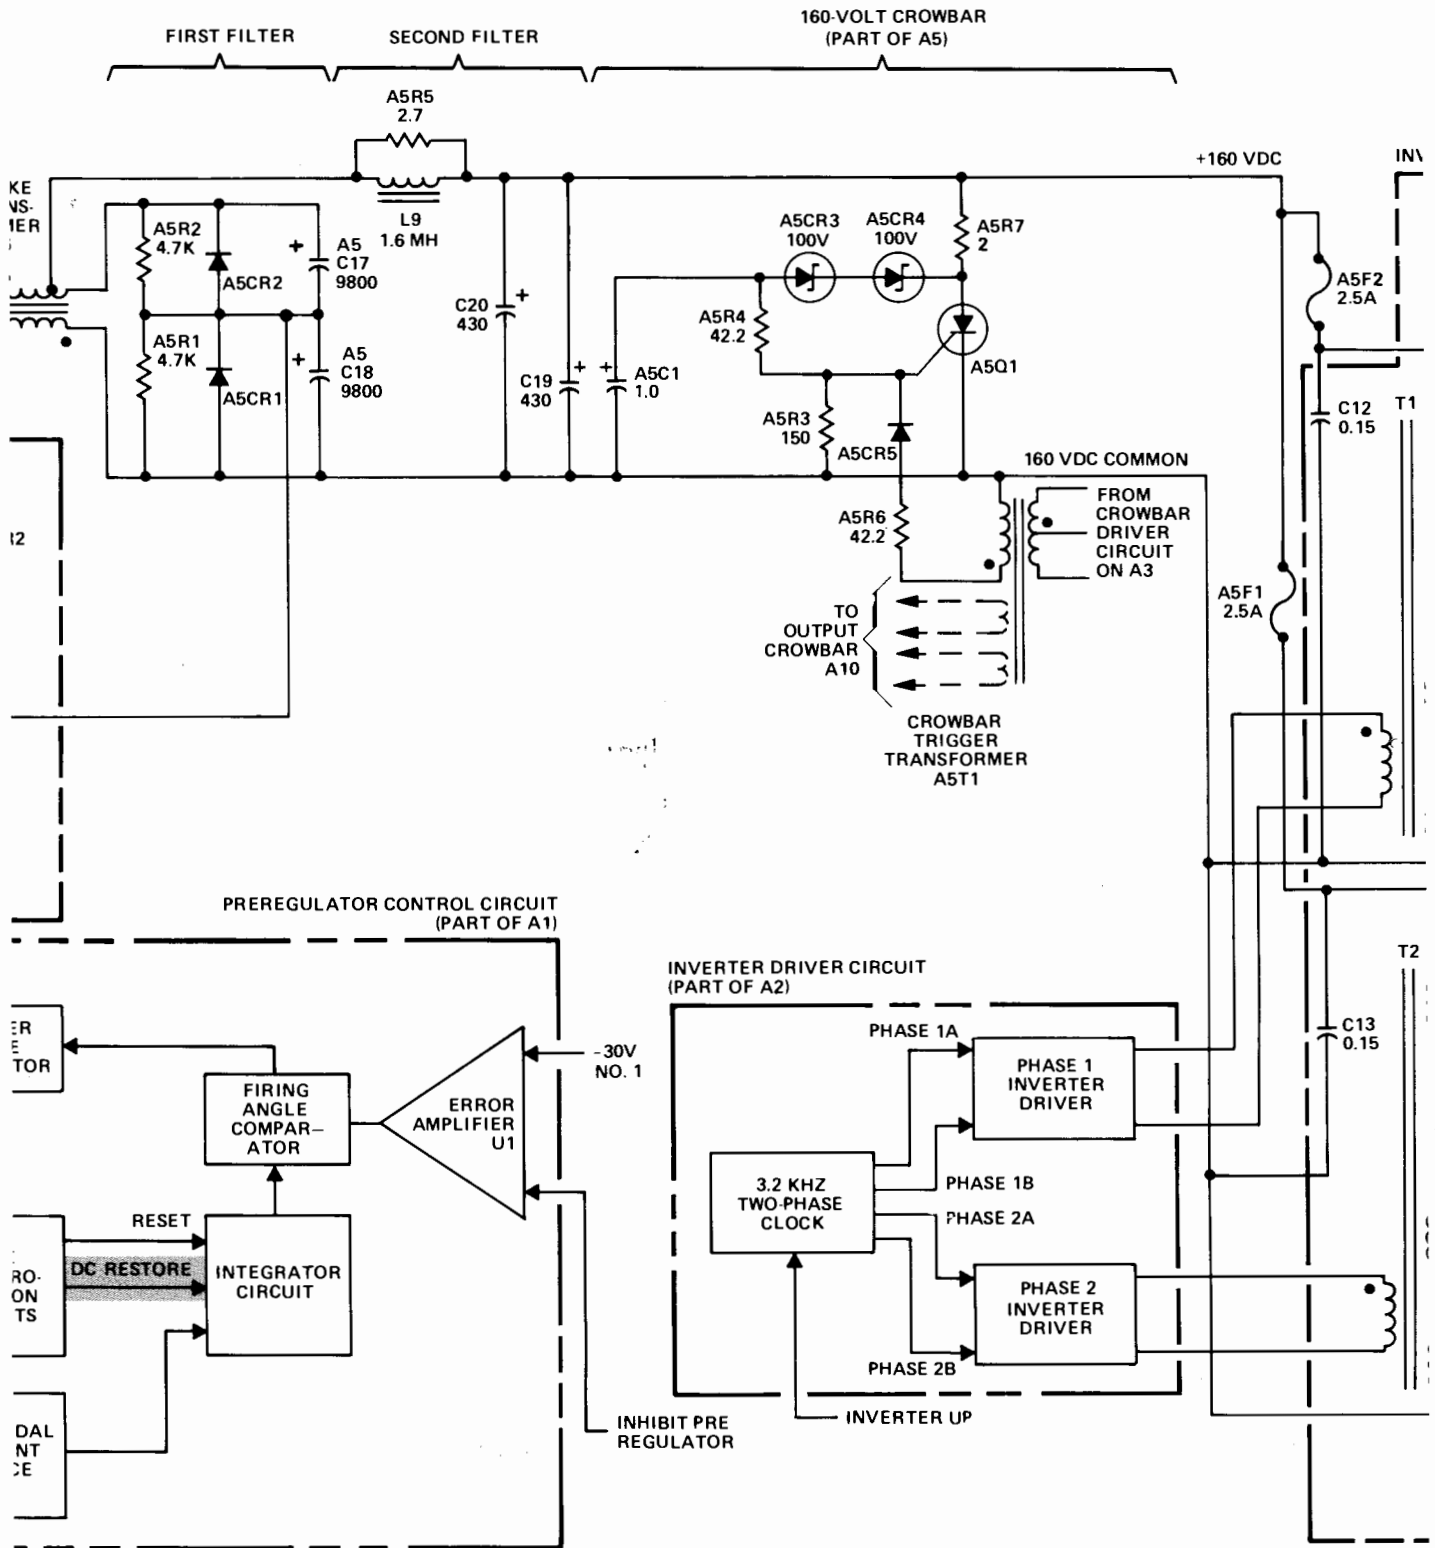 FIRST FILTER
SECOND FILTER
160-VOLT CROWBAR
(PART OF A5)
A5R5
2.7
+160 VDC
L9
1.6 MH
A5R2
4.7K
A5CR2
+
A5
C17
9800
A5R1
4.7K
A5CR1
+
A5
C18
9800
C20
430
+
C19
430
+
+
A5C1
1.0
A5CR3
100V
A5CR4
100V
A5R7
2
A5R4
42.2
A5Q1
A5R3
150
A5CR5
A5R6
42.2
160 VDC COMMON
FROM
CROWBAR
DRIVER
CIRCUIT
ON A3
TO
OUTPUT
CROWBAR
A10
CROWBAR
TRIGGER
TRANSFORMER
A5T1
A5F2
2.5A
A5F1
2.5A
C12
0.15
T1
C13
0.15
T2
PREREGULATOR CONTROL CIRCUIT
(PART OF A1)
FIRING
ANGLE
COMPAR–
ATOR
ERROR
AMPLIFIER
U1
-30V
NO. 1
RESET
DC RESTORE
INTEGRATOR
CIRCUIT
INHIBIT PRE
REGULATOR
INVERTER DRIVER CIRCUIT
(PART OF A2)
PHASE 1A
PHASE 1
INVERTER
DRIVER
3.2 KHZ
TWO-PHASE
CLOCK
PHASE 1B
PHASE 2A
PHASE 2
INVERTER
DRIVER
PHASE 2B
INVERTER UP